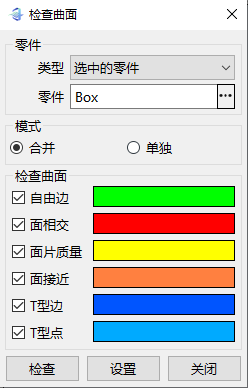 检查曲面
零件
类型 选中的零件
零件 Box •••
模式
合并 单独
检查曲面
自由边
面相交
面片质量
面接近
T型边
T型点
检查 设置 关闭